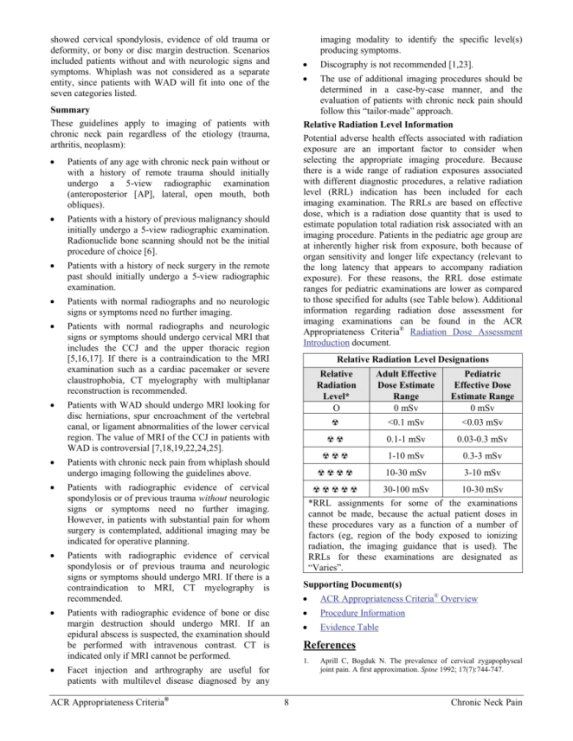 showed cervical spondylosis, evidence of old trauma or
deformity, or bony or disc margin destruction. Scenarios
included patients without and with neurologic signs and
symptoms. Whiplash was not considered as a separate
entity, since patients with WAD will fit into one of the
seven categories listed.
Summary
These guidelines apply to imaging of patients with
chronic neck pain regardless of the etiology (trauma,
arthritis, neoplasm):
• Patients of any age with chronic neck pain without or
with a history of remote trauma should initially
undergo a 5-view radiographic examination
(anteroposterior [AP], lateral, open mouth, both
obliques).
• Patients with a history of previous malignancy should
initially undergo a 5-view radiographic examination.
Radionuclide bone scanning should not be the initial
procedure of choice [6].
• Patients with a history of neck surgery in the remote
past should initially undergo a 5-view radiographic
examination.
• Patients with normal radiographs and no neurologic
signs or symptoms need no further imaging.
• Patients with normal radiographs and neurologic
signs or symptoms should undergo cervical MRI that
includes the CCJ and the upper thoracic region
[5,16,17]. If there is a contraindication to the MRI
examination such as a cardiac pacemaker or severe
claustrophobia, CT myelography with multiplanar
reconstruction is recommended.
• Patients with WAD should undergo MRI looking for
disc herniations, spur encroachment of the vertebral
canal, or ligament abnormalities of the lower cervical
region. The value of MRI of the CCJ in patients with
WAD is controversial [7,18,19,22,24,25].
• Patients with chronic neck pain from whiplash should
undergo imaging following the guidelines above.
• Patients with radiographic evidence of cervical
spondylosis or of previous trauma without neurologic
signs or symptoms need no further imaging.
However, in patients with substantial pain for whom
surgery is contemplated, additional imaging may be
indicated for operative planning.
• Patients with radiographic evidence of cervical
spondylosis or of previous trauma and neurologic
signs or symptoms should undergo MRI. If there is a
contraindication to MRI, CT myelography is
recommended.
• Patients with radiographic evidence of bone or disc
margin destruction should undergo MRI. If an
epidural abscess is suspected, the examination should
be performed with intravenous contrast. CT is
indicated only if MRI cannot be performed.
• Facet injection and arthrography are useful for
patients with multilevel disease diagnosed by any
imaging modality to identify the specific level(s)
producing symptoms.
• Discography is not recommended [1,23].
• The use of additional imaging procedures should be
determined in a case-by-case manner, and the
evaluation of patients with chronic neck pain should
follow this “tailor-made” approach.
Relative Radiation Level Information
Potential adverse health effects associated with radiation
exposure are an important factor to consider when
selecting the appropriate imaging procedure. Because
there is a wide range of radiation exposures associated
with different diagnostic procedures, a relative radiation
level (RRL) indication has been included for each
imaging examination. The RRLs are based on effective
dose, which is a radiation dose quantity that is used to
estimate population total radiation risk associated with an
imaging procedure. Patients in the pediatric age group are
at inherently higher risk from exposure, both because of
organ sensitivity and longer life expectancy (relevant to
the long latency that appears to accompany radiation
exposure). For these reasons, the RRL dose estimate
ranges for pediatric examinations are lower as compared
to those specified for adults (see Table below). Additional
information regarding radiation dose assessment for
imaging examinations can be found in the ACR
Appropriateness Criteria® Radiation Dose Assessment
Introduction document.
Relative Radiation Level Designations
Relative Radiation Level* Adult Effective Dose Estimate Range Pediatric Effective Dose Estimate Range
O 0 mSv 0 mSv
☢ <0.1 mSv <0.03 mSv
☢ ☢ 0.1-1 mSv 0.03-0.3 mSv
☢ ☢ ☢ 1-10 mSv 0.3-3 mSv
☢ ☢ ☢ ☢ 10-30 mSv 3-10 mSv
☢ ☢ ☢ ☢ ☢ 30-100 mSv 10-30 mSv
*RRL assignments for some of the examinations
cannot be made, because the actual patient doses in
these procedures vary as a function of a number of
factors (eg, region of the body exposed to ionizing
radiation, the imaging guidance that is used). The
RRLs for these examinations are designated as
“Varies”.
Supporting Document(s)
• ACR Appropriateness Criteria® Overview
• Procedure Information
• Evidence Table
References
1. Aprill C, Bogduk N. The prevalence of cervical zygapophyseal
joint pain. A first approximation. Spine 1992; 17(7):744-747.
ACR Appropriateness Criteria® 8 Chronic Neck Pain